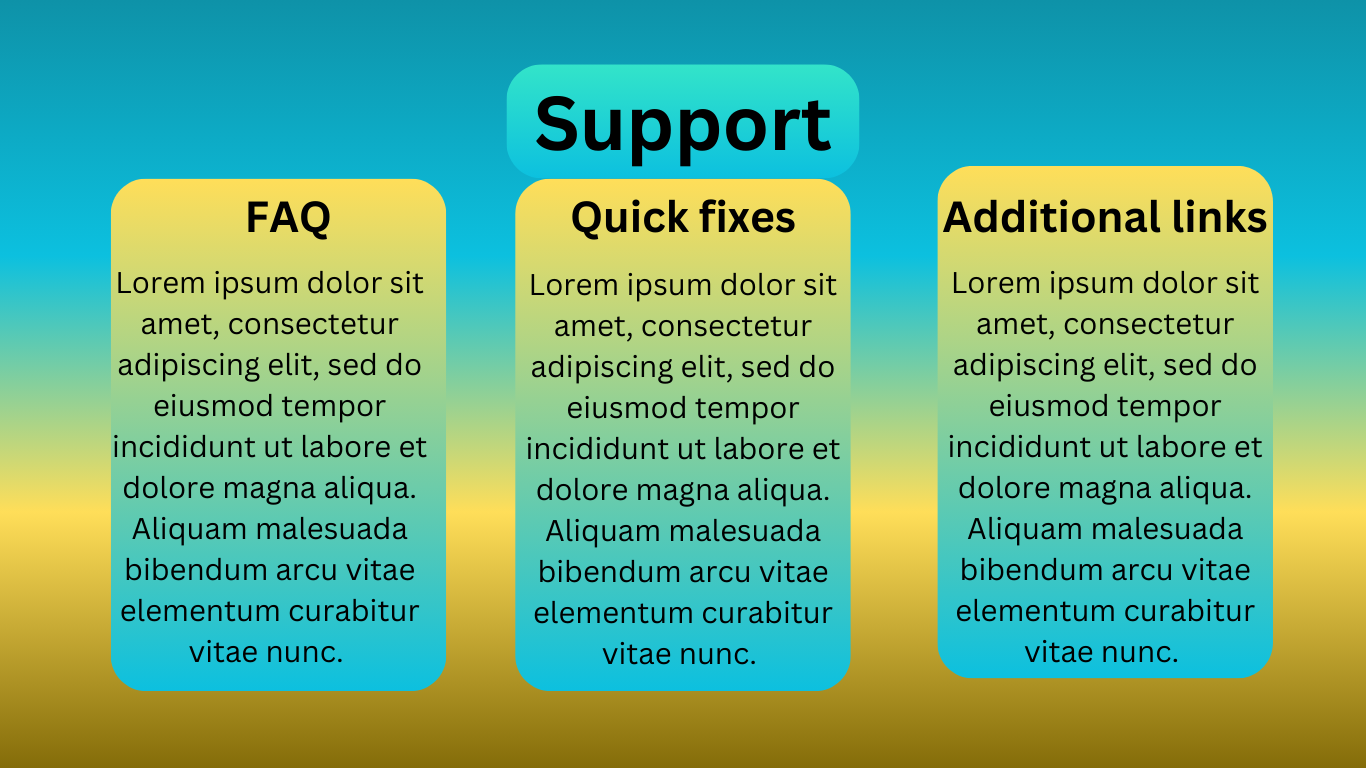 Support
FAQ
Lorem ipsum dolor sit
amet, consectetur
adipiscing elit, sed do
eiusmod tempor
incididunt ut labore et
dolore magna aliqua.
Aliquam malesuada
bibendum arcu vitae
elementum curabitur
vitae nunc.
Quick fixes
Lorem ipsum dolor sit
amet, consectetur
adipiscing elit, sed do
eiusmod tempor
incididunt ut labore et
dolore magna aliqua.
Aliquam malesuada
bibendum arcu vitae
elementum curabitur
vitae nunc.
Additional links
Lorem ipsum dolor sit
amet, consectetur
adipiscing elit, sed do
eiusmod tempor
incididunt ut labore et
dolore magna aliqua.
Aliquam malesuada
bibendum arcu vitae
elementum curabitur
vitae nunc.